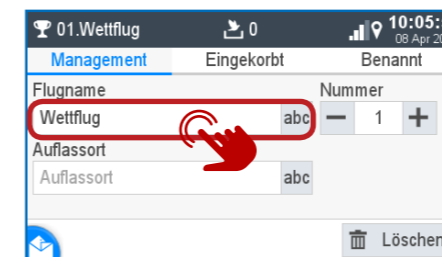 01.Wettflug 0 10:05:
08 Apr 20
Management Eingekorbt Benannt
Flugname Nummer
Wettflug abc 1
Auflassort
Auflassort abc
Löschen